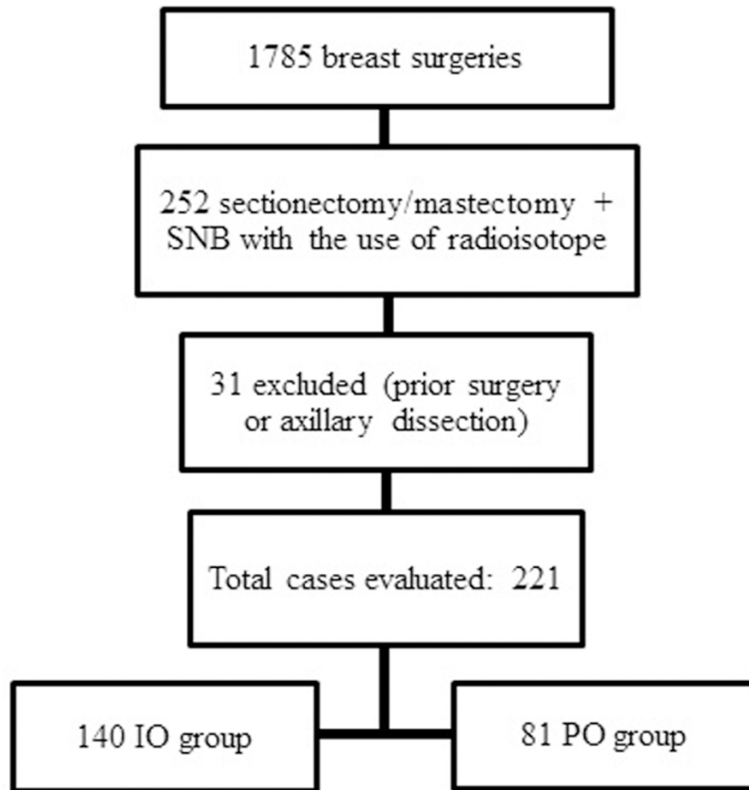 1785 breast surgeries
252 sectionectomy/mastectomy +
SNB with the use of radioisotope
31 excluded (prior surgery
or axillary dissection)
Total cases evaluated: 221
140 IO group
81 PO group